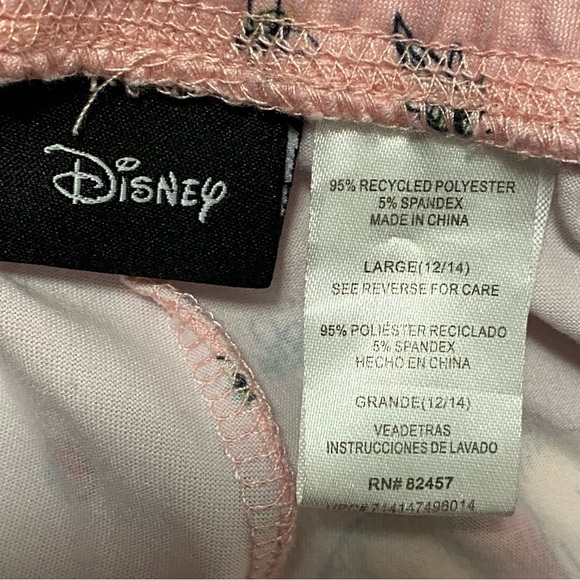 Disney
95% RECYCLED POLYESTER
5% SPANDEX
MADE IN CHINA
LARGE(12/14)
SEE REVERSE FOR CARE
95% POLIÉSTER RECICLADO
5% SPANDEX
HECHO EN CHINA
GRANDE(12/14)
VEADETRAS
INSTRUCCIONES DE LAVADO
RN# 82457
714147496014